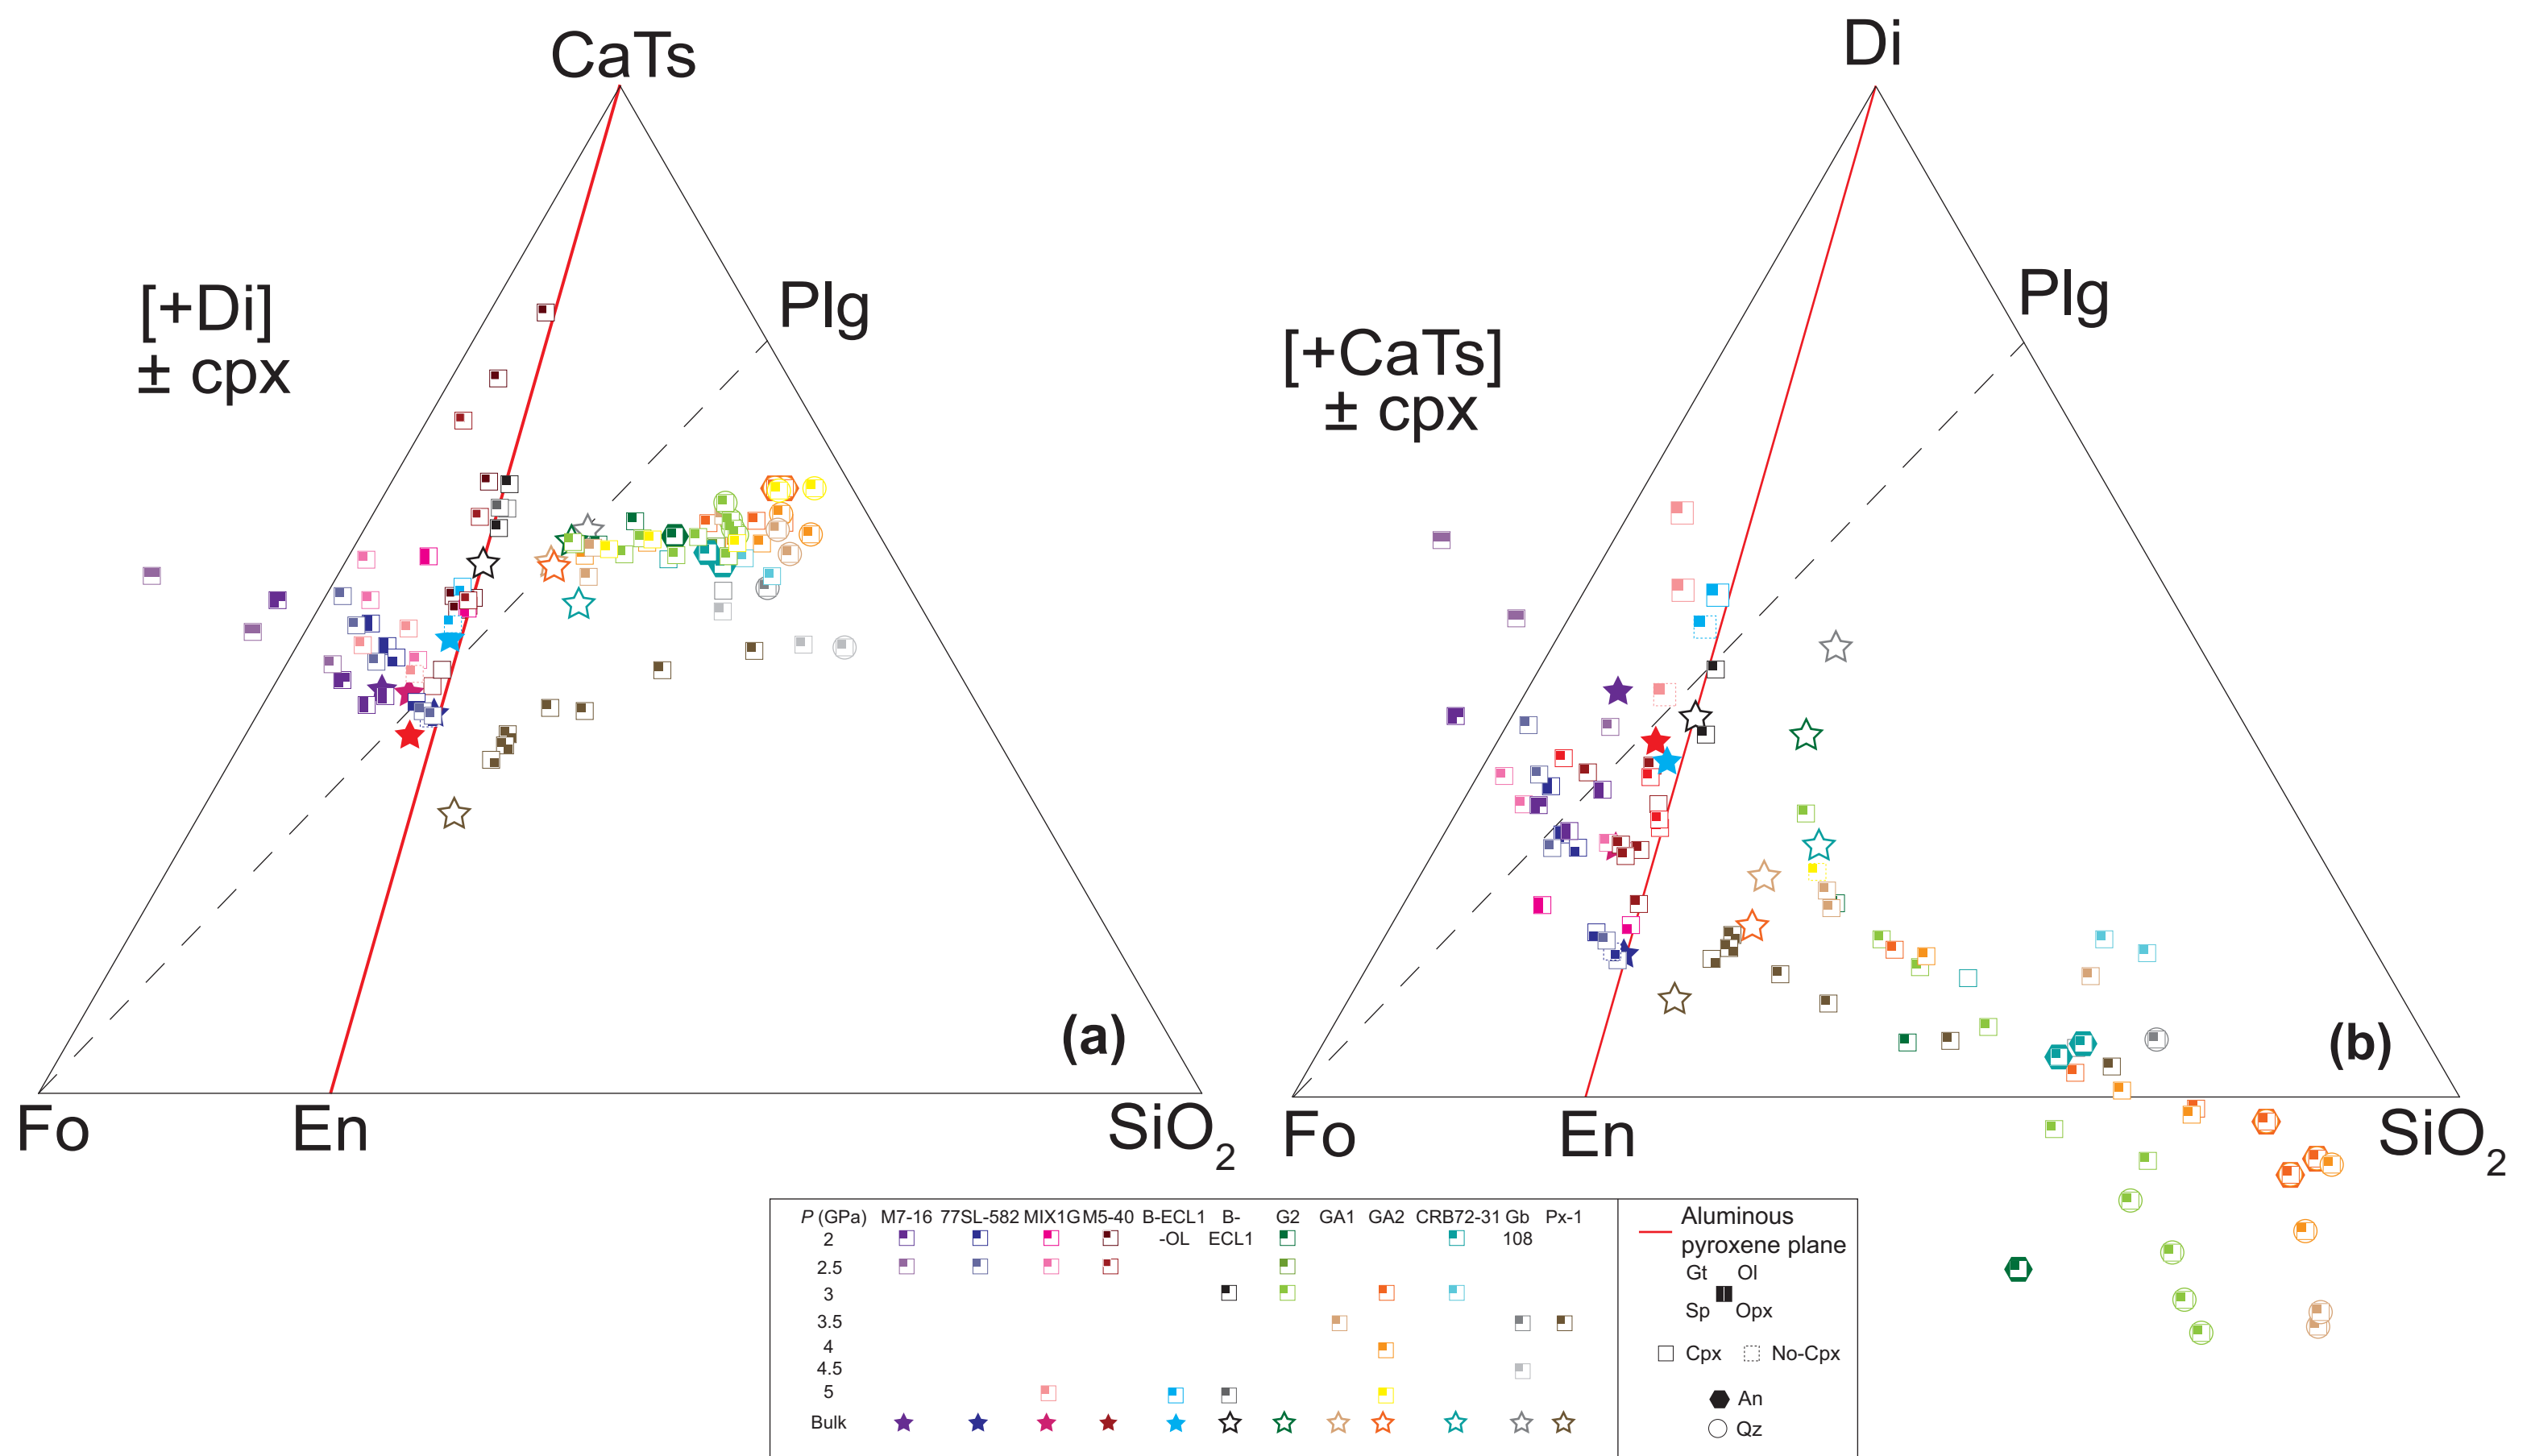 CaTs
[+Di]
± cpx
Plg
Fo
En
SiO2
(a)
Di
[+CaTs]
± cpx
Plg
Fo
En
SiO2
(b)
P (GPa) M7-16 77SL-582 MIX1G M5-40 B-ECL1 B- G2 GA1 GA2 CRB72-31 Gb Px-1
2 -OL ECL1 108
2.5
3
3.5
4
4.5
5
Bulk
Aluminous
pyroxene plane
Gt Ol
Sp Opx
Cpx No-Cpx
An
Qz